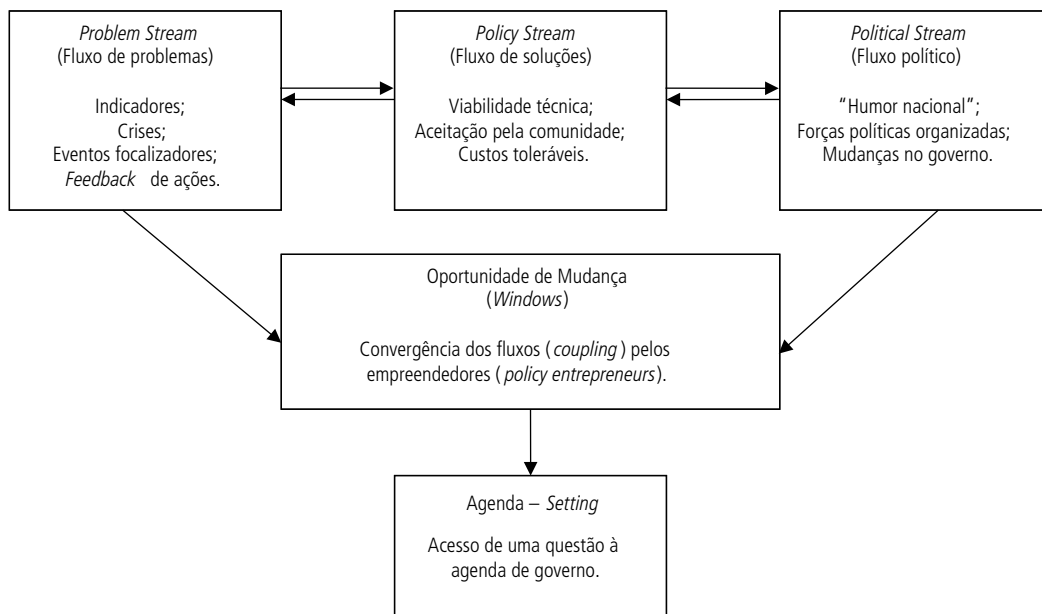 Problem Stream
(Fluxo de problemas)
Indicadores;
Crises;
Eventos focalizadores;
Feedback de ações.
Policy Stream
(Fluxo de soluções)
Viabilidade técnica;
Aceitação pela comunidade;
Custos toleráveis.
Political Stream
(Fluxo político)
"Humor nacional";
Forças políticas organizadas;
Mudanças no governo.
Oportunidade de Mudança
(Windows)
Convergência dos fluxos (coupling) pelos
empreendedores (policy entrepreneurs).
Agenda – Setting
Acesso de uma questão à
agenda de governo.